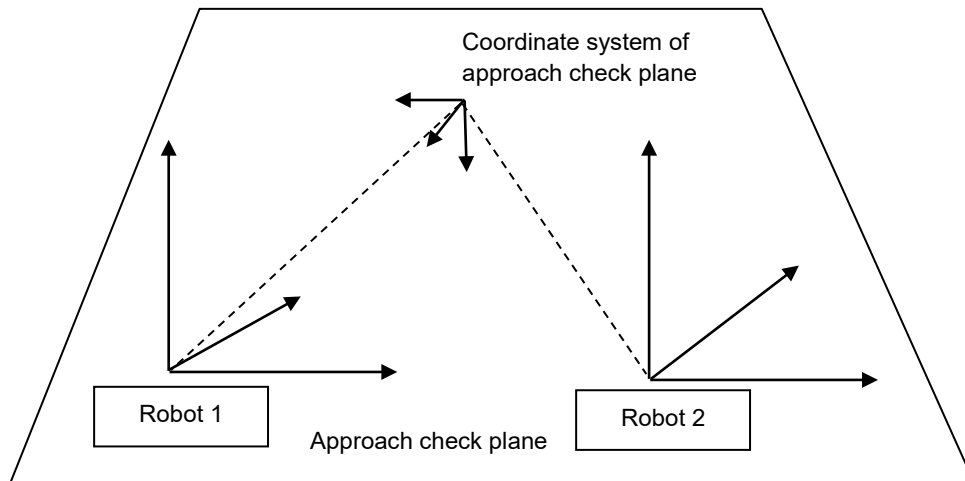 Coordinate system of
approach check plane
Robot 1
Robot 2
Approach check plane